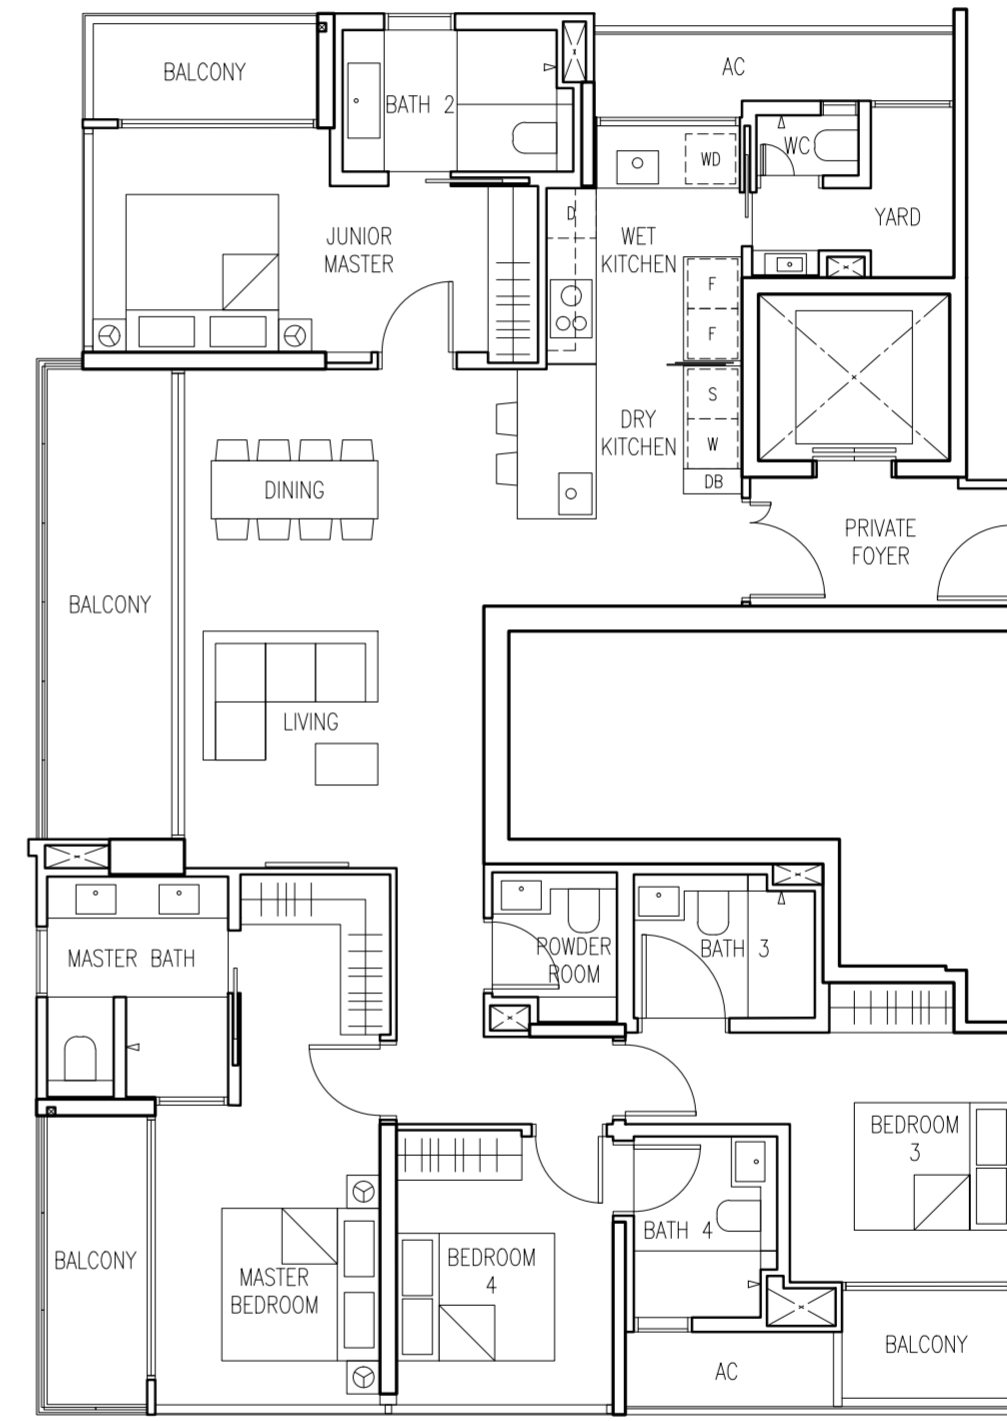 BALCONY
BATH 2
AC
WD
WC
YARD
JUNIOR
MASTER
D
WET
KITCHEN
F
F
S
W
DB
DRY
KITCHEN
DINING
PRIVATE
FOYER
BALCONY
LIVING
MASTER BATH
POWDER
ROOM
BATH 3
BEDROOM
3
BATH 4
BEDROOM
4
BALCONY
MASTER
BEDROOM
AC
BALCONY